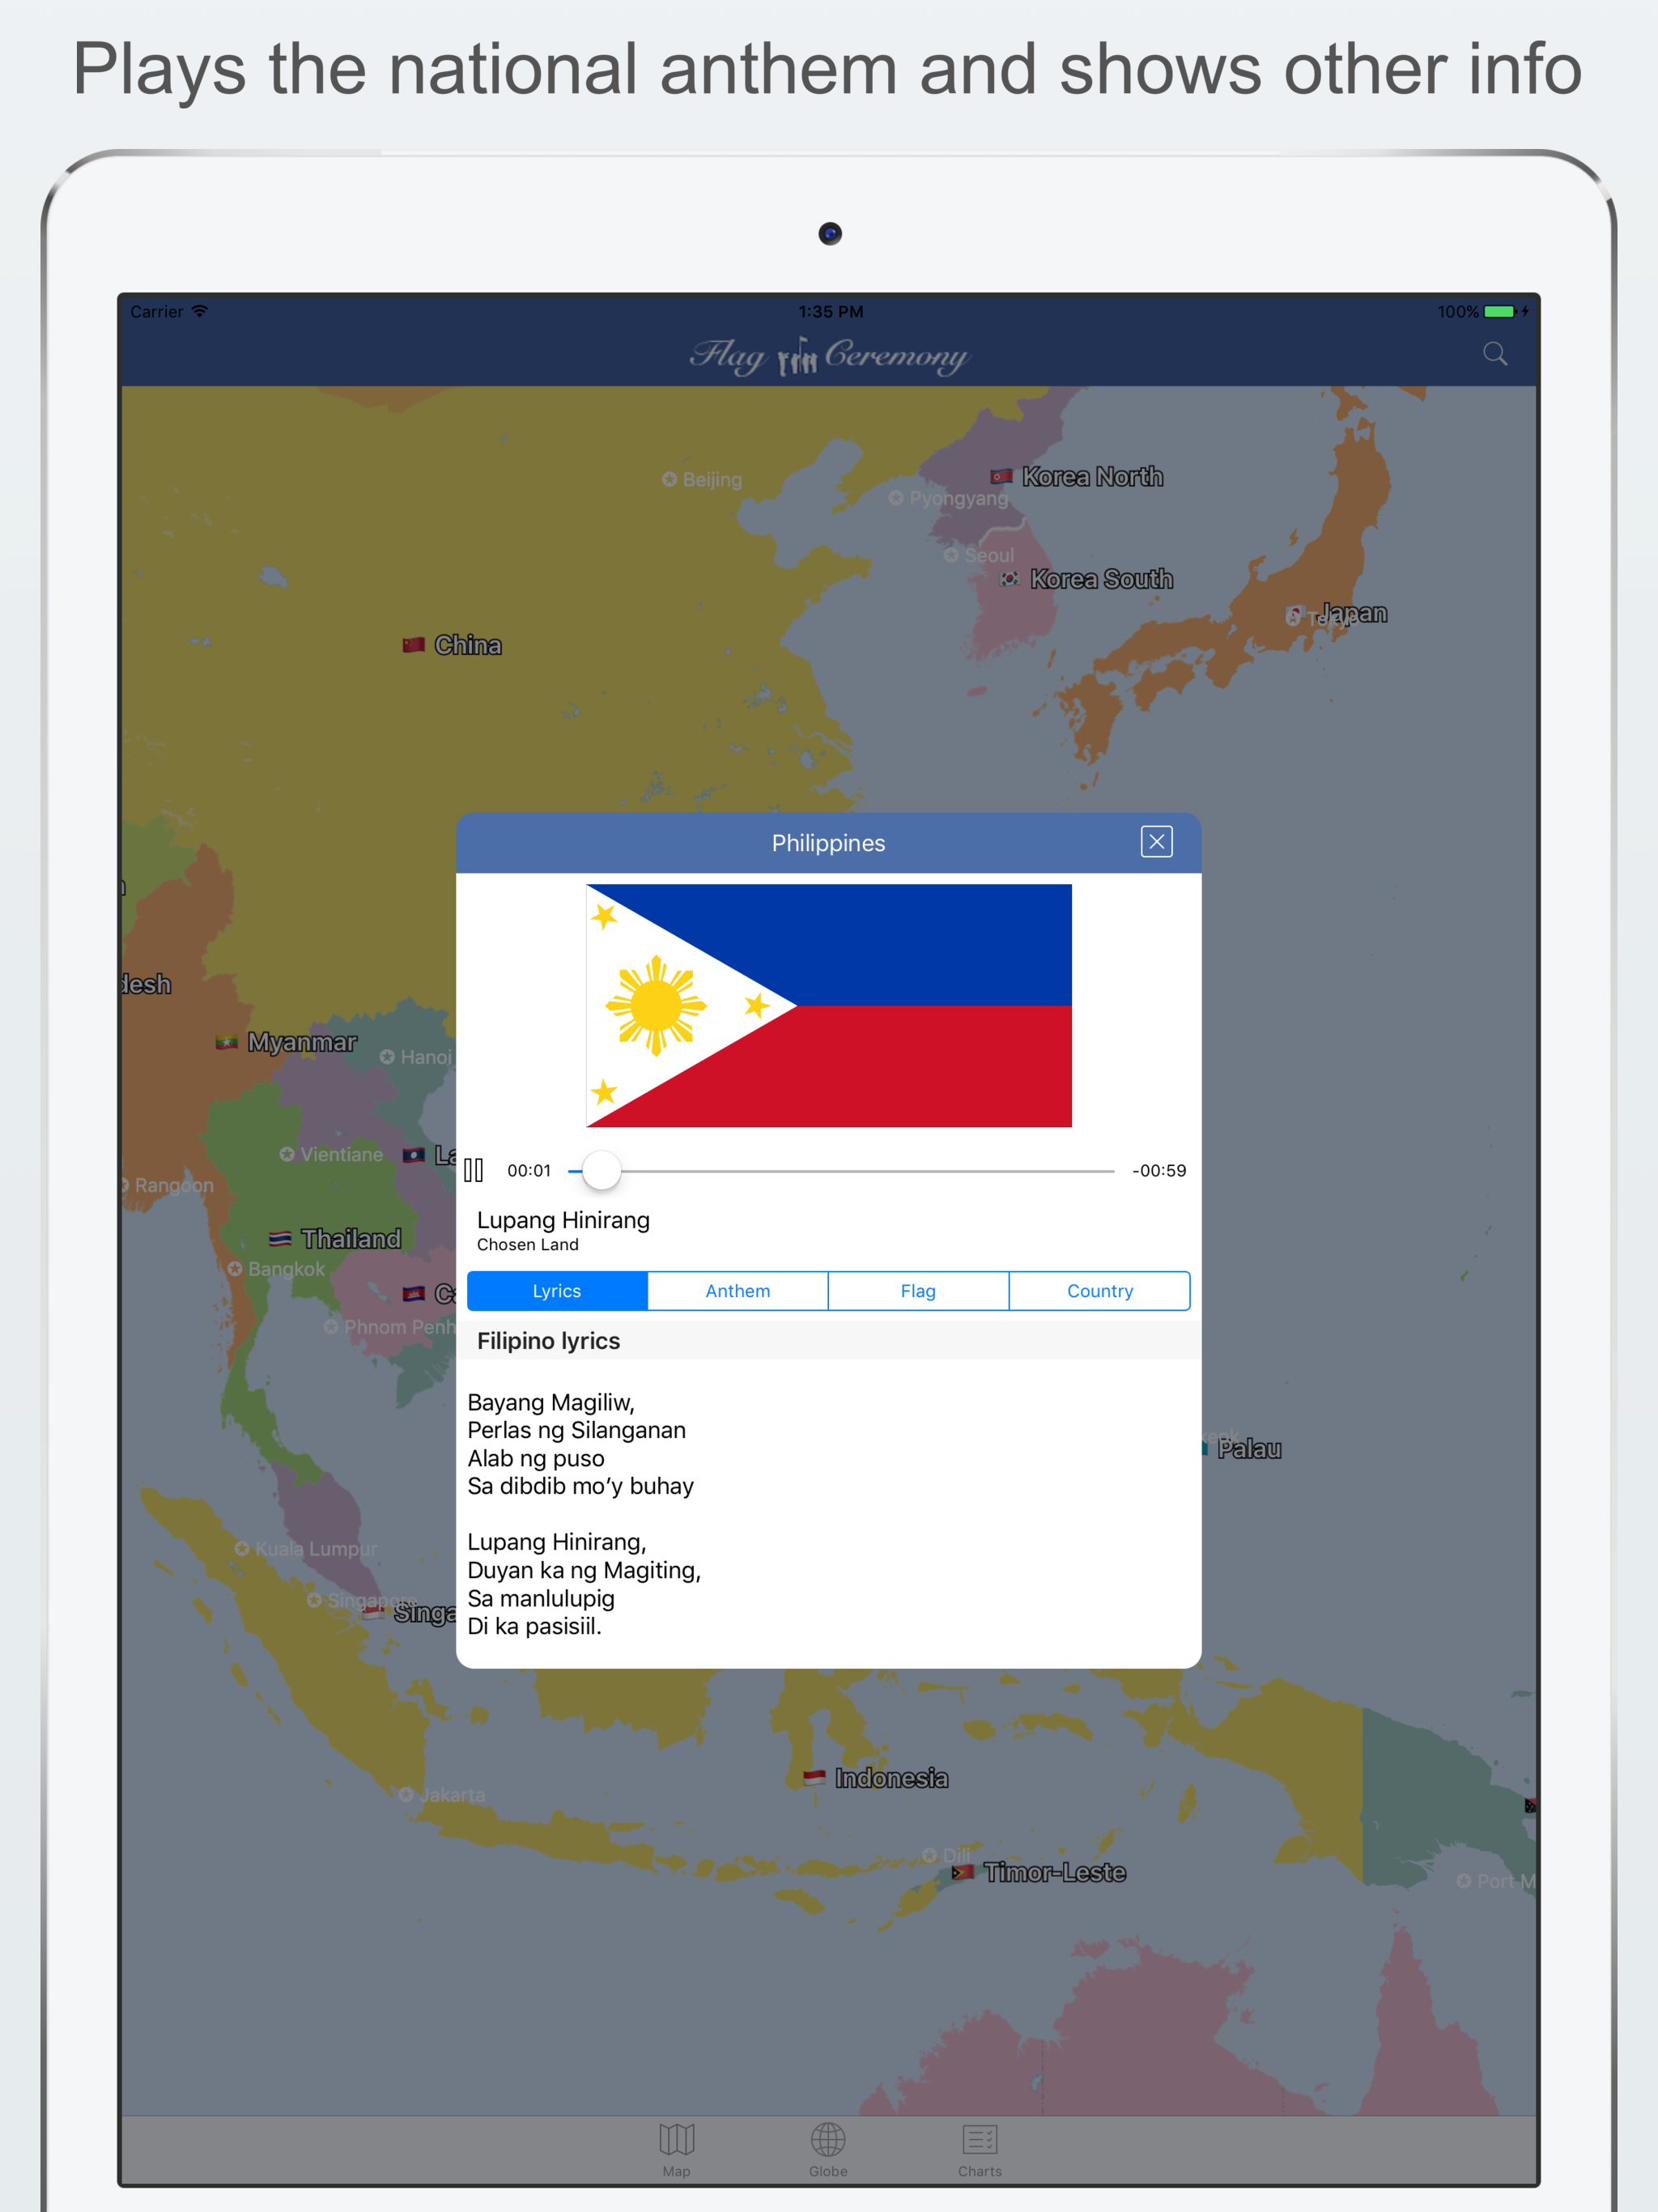 Plays the national anthem and shows other info
Carrier
1:35 PM
100%
Flag Ceremony
Beijing
Korea North
Pyongyang
Seoul
Korea South
Japan
China
Philippines
desh
Myanmar
Hanoi
Vientiane
La
Rangoon
00:01
-00:59
Lupang Hinirang
Chosen Land
Thailand
Bangkok
Ca
Phnom Penh
Lyrics
Anthem
Flag
Country
Filipino lyrics
Bayang Magiliw,
Perlas ng Silanganan
Alab ng puso
Sa dibdib mo’y buhay
Palau
Lupang Hinirang,
Duyan ka ng Magiting,
Sa manlulupig
Di ka pasisiil.
Kuala Lumpur
Singapore
Singa
Indonesia
Jakarta
Dili
Timor-Leste
Port M
Map
Globe
Charts